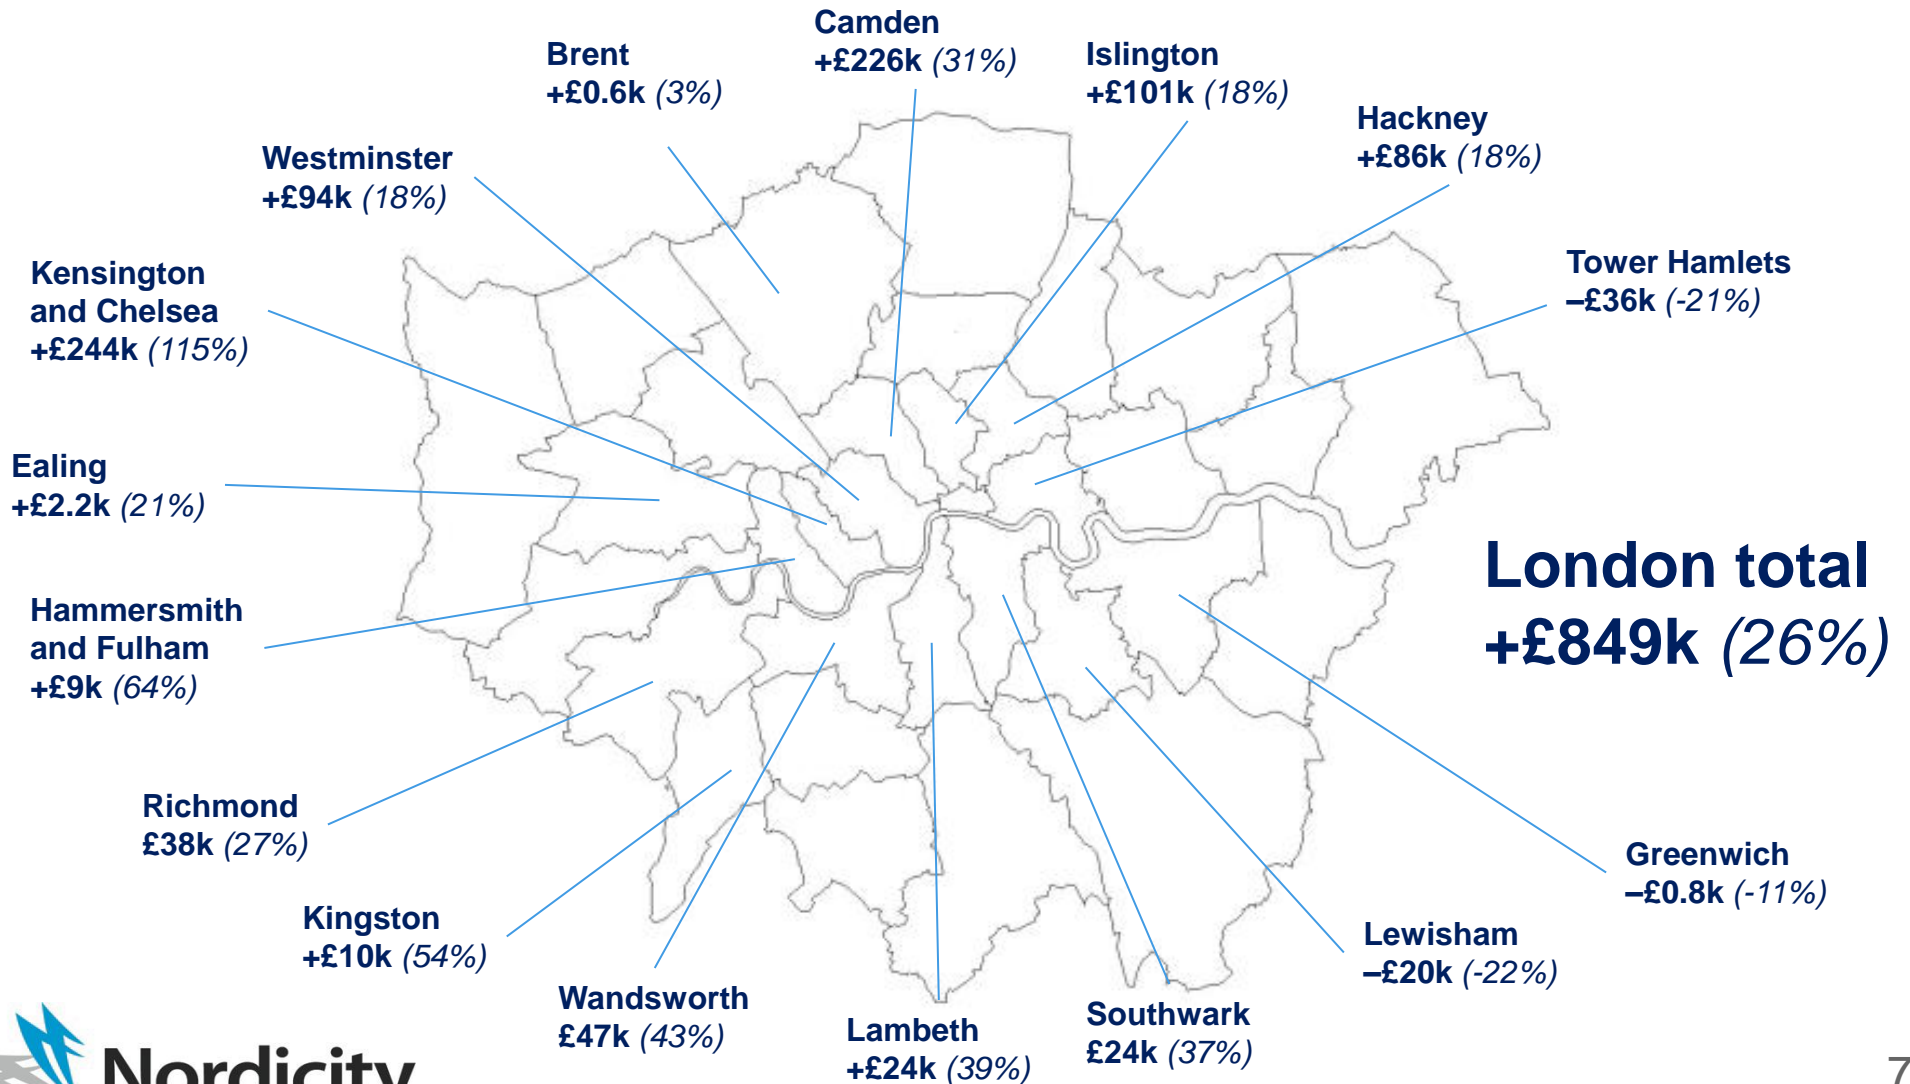 Camden
+£226k (31%)
Brent
+£0.6k (3%)
Islington
+£101k (18%)
Hackney
+£86k (18%)
Westminster
+£94k (18%)
Kensington
and Chelsea
+£244k (115%)
Tower Hamlets
–£36k (-21%)
Ealing
+£2.2k (21%)
London total
+£849k (26%)
Hammersmith
and Fulham
+£9k (64%)
Richmond
£38k (27%)
Greenwich
–£0.8k (-11%)
Kingston
+£10k (54%)
Lewisham
–£20k (-22%)
Wandsworth
£47k (43%)
Lambeth
+£24k (39%)
Southwark
£24k (37%)
Nordicity
7